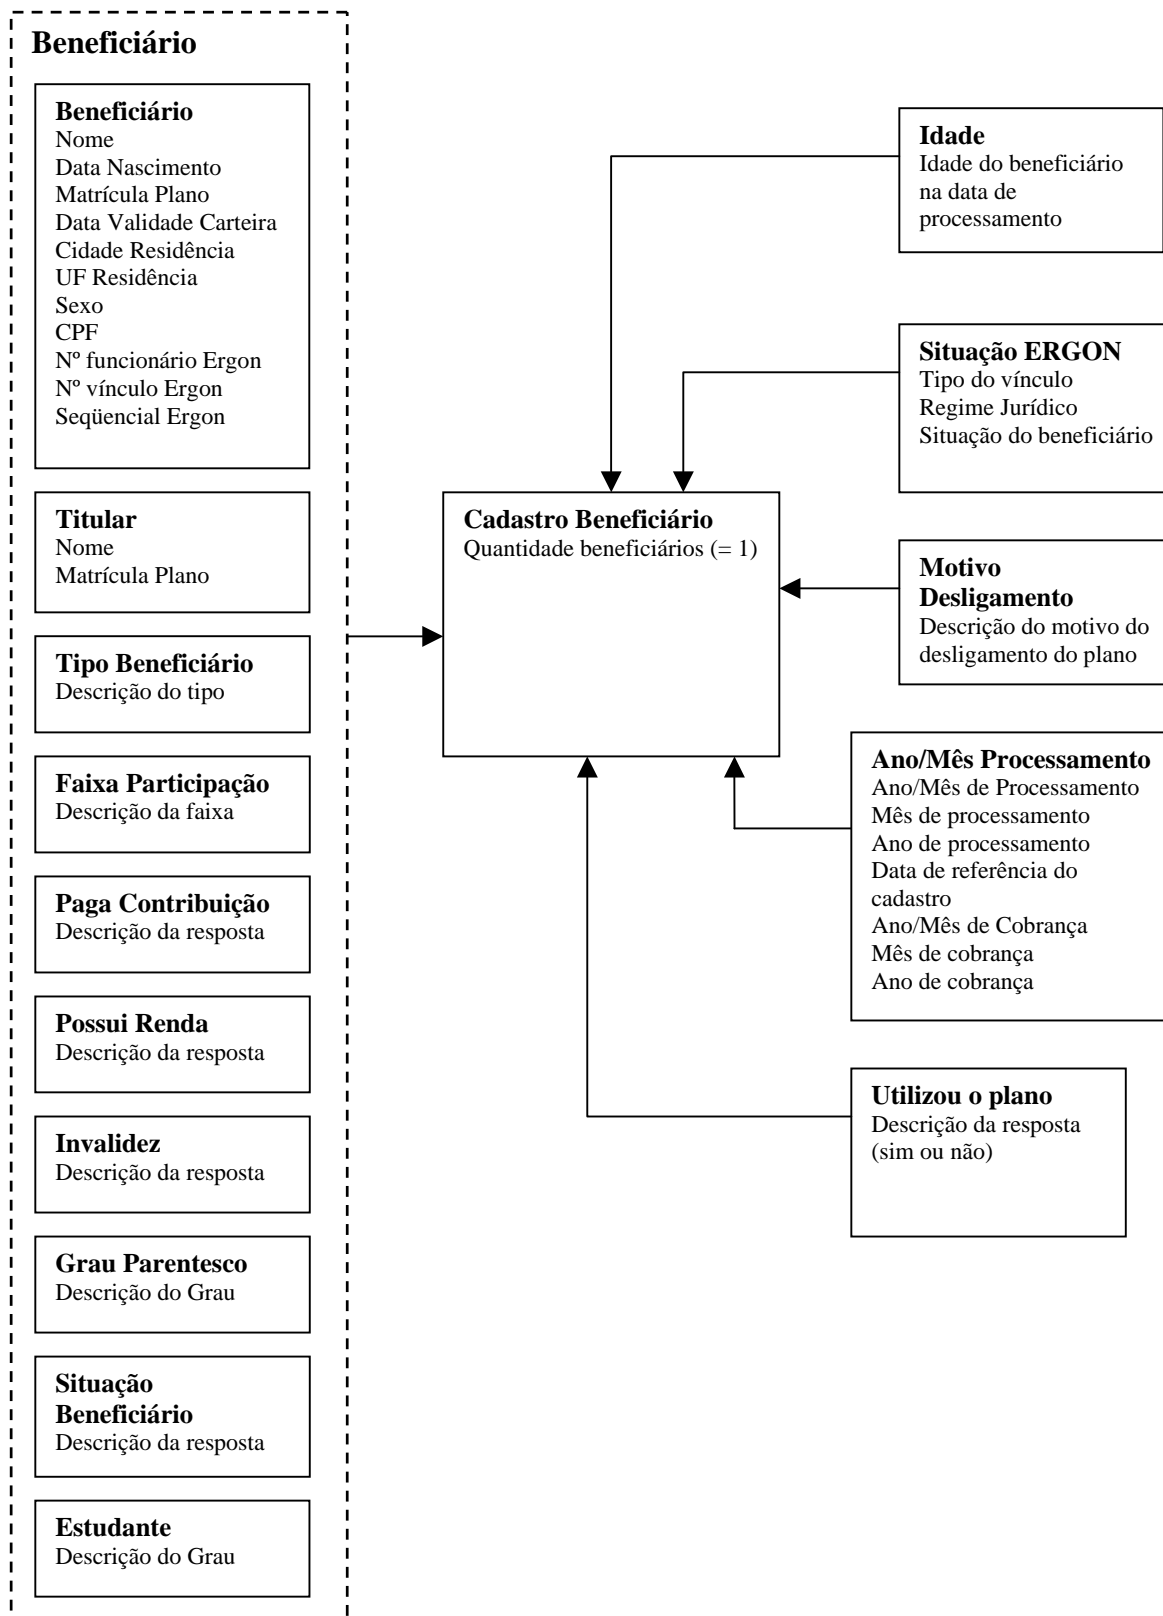 Beneficiário
Beneficiário
Nome
Data Nascimento
Matrícula Plano
Data Validade Carteira
Cidade Residência
UF Residência
Sexo
CPF
Nº funcionário Ergon
Nº vínculo Ergon
Seqüencial Ergon
Titular
Nome
Matrícula Plano
Tipo Beneficiário
Descrição do tipo
Faixa Participação
Descrição da faixa
Paga Contribuição
Descrição da resposta
Possui Renda
Descrição da resposta
Invalidez
Descrição da resposta
Grau Parentesco
Descrição do Grau
Situação
Beneficiário
Descrição da resposta
Estudante
Descrição do Grau
Cadastro Beneficiário
Quantidade beneficiários (= 1)
Idade
Idade do beneficiário
na data de
processamento
Situação ERGON
Tipo do vínculo
Regime Jurídico
Situação do beneficiário
Motivo
Desligamento
Descrição do motivo do
desligamento do plano
Ano/Mês Processamento
Ano/Mês de Processamento
Mês de processamento
Ano de processamento
Data de referência do
cadastro
Ano/Mês de Cobrança
Mês de cobrança
Ano de cobrança
Utilizou o plano
Descrição da resposta
(sim ou não)